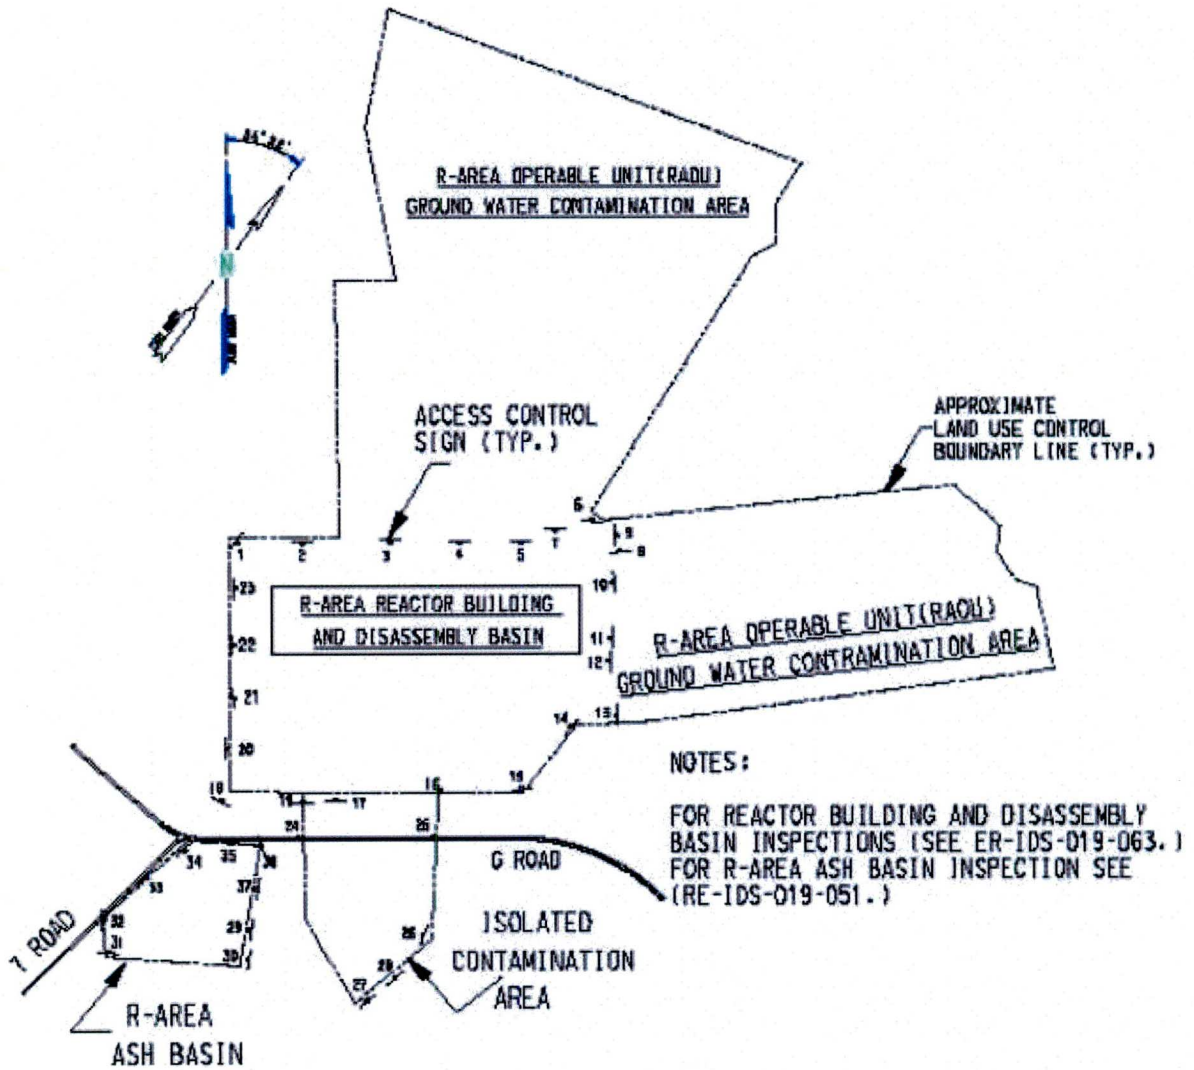 R-AREA OPERABLE UNIT(RAOU)
GROUND WATER CONTAMINATION AREA
N
ACCESS CONTROL
SIGN (TYP.)
APPROXIMATE
LAND USE CONTROL
BOUNDARY LINE (TYP.)
6
9
8
1
2
3
4
5
7
23
R-AREA REACTOR BUILDING
AND DISASSEMBLY BASIN
10
11
12
22
R-AREA OPERABLE UNIT(RAOU)
GROUND WATER CONTRAMINATION AREA
21
14
13
20
18
16
17
24
25
NOTES:
FOR REACTOR BUILDING AND DISASSEMBLY
BASIN INSPECTIONS (SEE ER-IDS-019-063.)
FOR R-AREA ASH BASIN INSPECTION SEE
(RE-IDS-019-051.)
G ROAD
34
35
33
37
32
31
29
30
26
28
27
7 ROAD
ISOLATED
CONTAMINATION
AREA
R-AREA
ASH BASIN